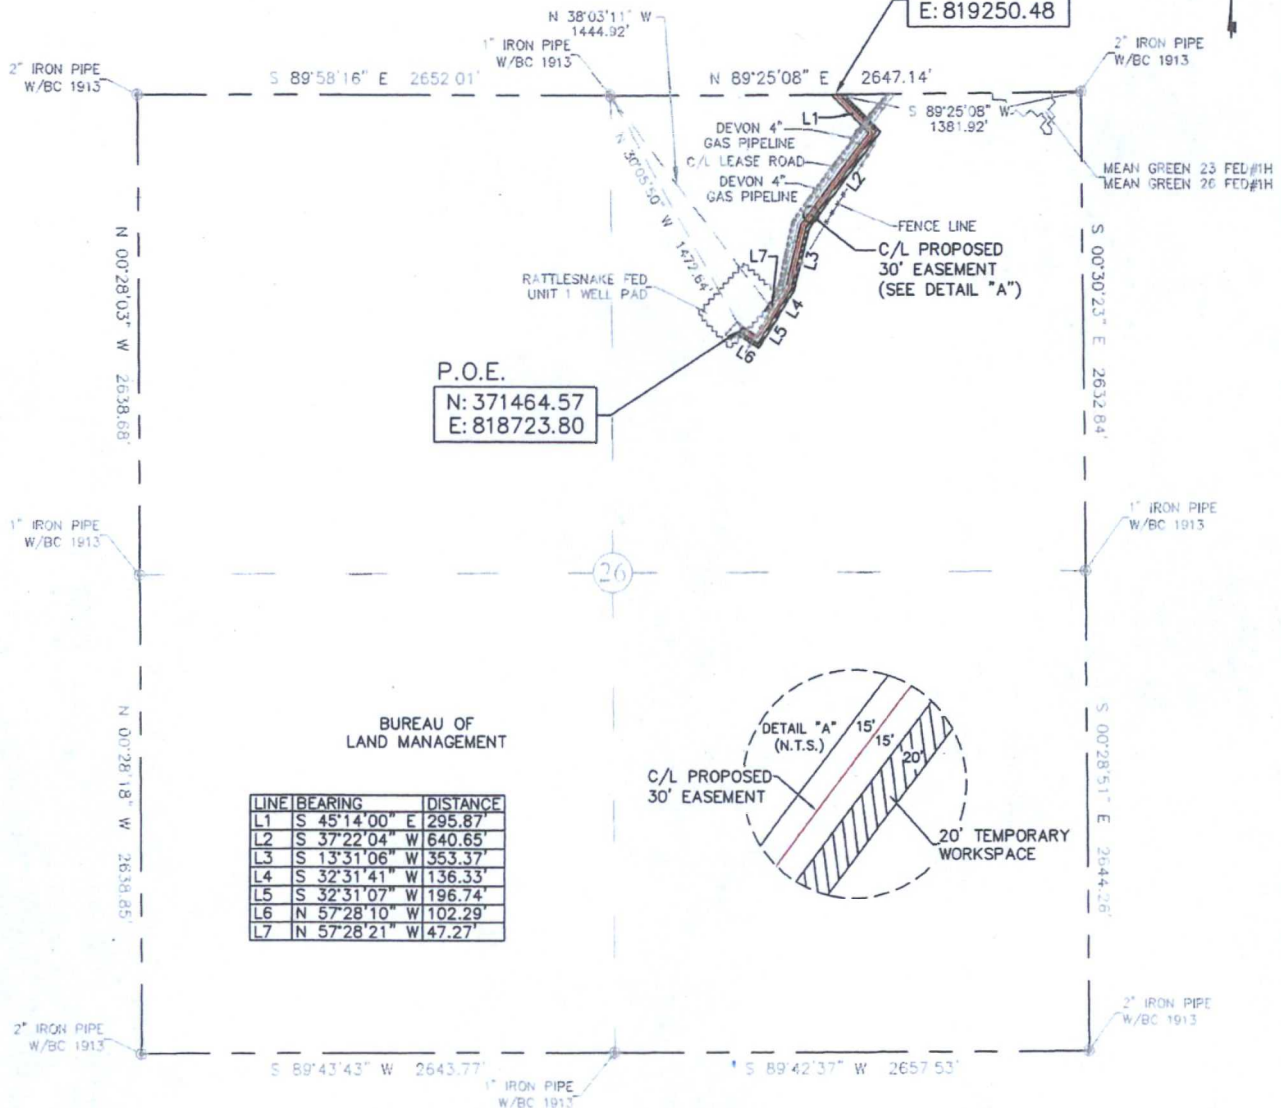 E: 819250.48
N 38°03'11" W
1444.92'
1" IRON PIPE
W/BC 1913
2" IRON PIPE
W/BC 1913
2" IRON PIPE
W/BC 1913
S 89°58'16" E 2652.01'
N 89°25'08" E 2647.14'
L1
S 89°25'08" W
1381.92'
DEVON 4"
GAS PIPELINE
C/L LEASE ROAD
DEVON 4"
GAS PIPELINE
L2
MEAN GREEN 23 FED#1H
MEAN GREEN 26 FED#1H
N 30°05'50" W 1472.64'
FENCE LINE
C/L PROPOSED
30' EASEMENT
(SEE DETAIL "A")
L7
L3
L4
L5
L6
RATTLESNAKE FED
UNIT 1 WELL PAD
N 00°28'03" W 2638.68'
S 00°30'23" E 2632.84'
P.O.E.
N: 371464.57
E: 818723.80
1" IRON PIPE
W/BC 1913
26
1" IRON PIPE
W/BC 1913
N 00°28'18" W 2638.85'
S 00°28'51" E 2644.26'
BUREAU OF
LAND MANAGEMENT
DETAIL "A"
(N.T.S.)
15'
15'
20'
C/L PROPOSED
30' EASEMENT
20' TEMPORARY
WORKSPACE
LINE BEARING DISTANCE
L1 S 45°14'00" E 295.87'
L2 S 37°22'04" W 640.65'
L3 S 13°31'06" W 353.37'
L4 S 32°31'41" W 136.33'
L5 S 32°31'07" W 196.74'
L6 N 57°28'10" W 102.29'
L7 N 57°28'21" W 47.27'
2" IRON PIPE
W/BC 1913
S 89°43'43" W 2643.77'
1" IRON PIPE
W/BC 1913
S 89°42'37" W 2657.53'
2" IRON PIPE
W/BC 1913